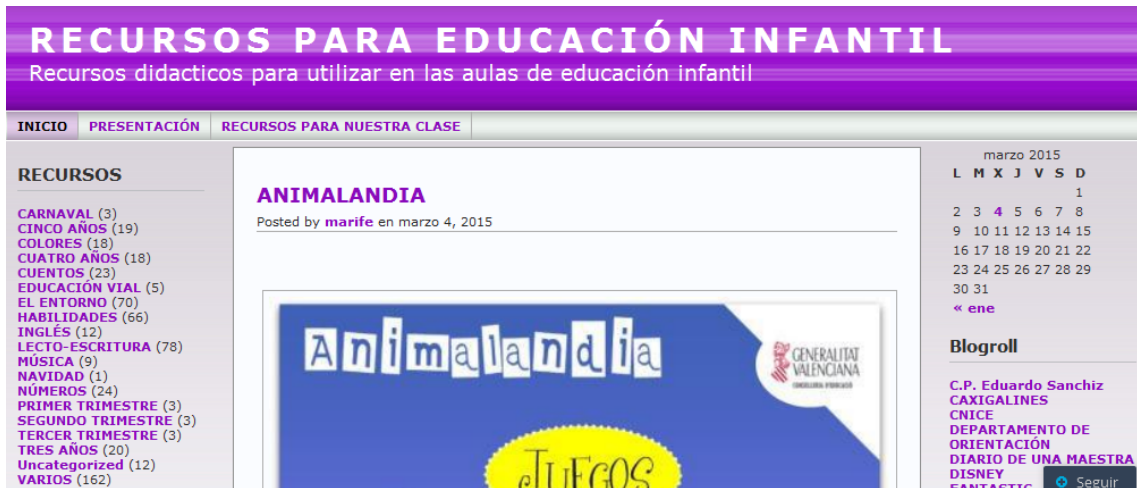 RECURSOS PARA EDUCACIÓN INFANTIL
Recursos didacticos para utilizar en las aulas de educación infantil
INICIO PRESENTACIÓN RECURSOS PARA NUESTRA CLASE
RECURSOS
CARNAVAL (3)
CINCO AÑOS (19)
COLORES (18)
CUATRO AÑOS (18)
CUENTOS (23)
EDUCACIÓN VIAL (5)
EL ENTORNO (70)
HABILIDADES (66)
INGLÉS (12)
LECTO-ESCRITURA (78)
MÚSICA (9)
NAVIDAD (1)
NÚMEROS (24)
PRIMER TRIMESTRE (3)
SEGUNDO TRIMESTRE (3)
TERCER TRIMESTRE (3)
TRES AÑOS (20)
Uncategorized (12)
VARIOS (162)
ANIMALANDIA
Posted by marife en marzo 4, 2015
Animalandia
GENERALITAT
VALENCIANA
JUEGOS
marzo 2015
L M X J V S D
1
2 3 4 5 6 7 8
9 10 11 12 13 14 15
16 17 18 19 20 21 22
23 24 25 26 27 28 29
30 31
« ene
Blogroll
C.P. Eduardo Sanchiz
CAXIGALINES
CNICE
DEPARTAMENTO DE
ORIENTACIÓN
DIARIO DE UNA MAESTRA
DISNEY
FANTASTIC
Seguir